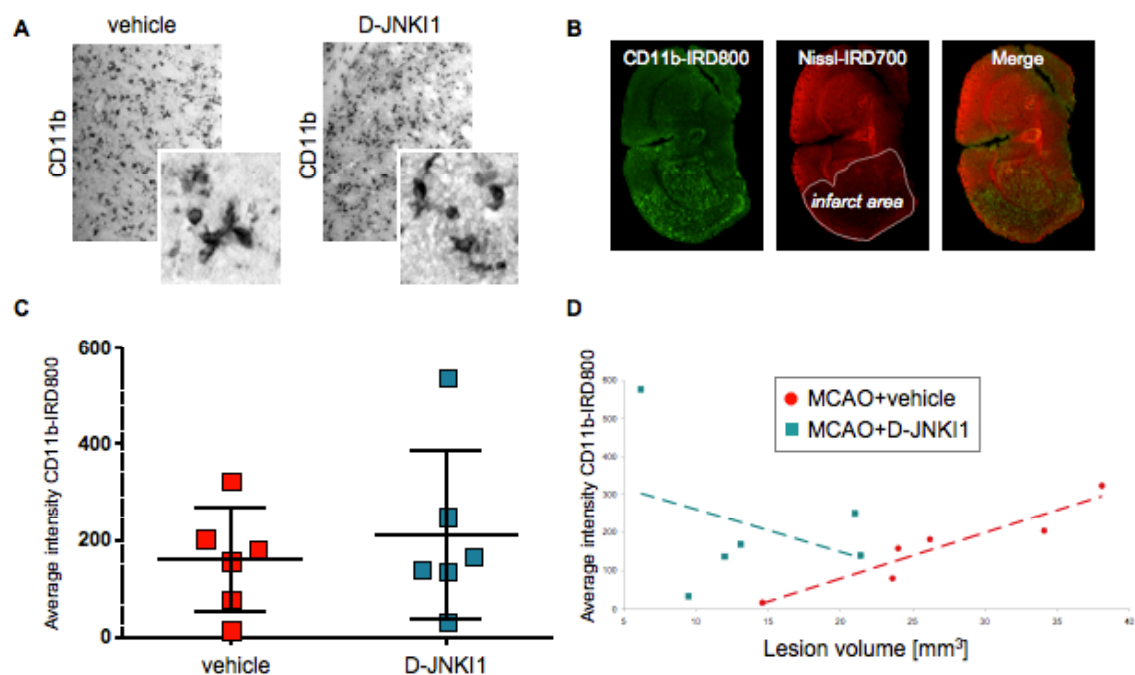 A
vehicle
D-JNKI1
CD11b
CD11b
B
CD11b-IRD800
Nissl-IRD700
Merge
infarct area
C
Average intensity CD11b-IRD800
600
400
200
0
vehicle
D-JNKI1
D
Average intensity CD11b-IRD800
600
500
400
300
200
100
0
MCAO+vehicle
MCAO+D-JNKI1
5
10
15
20
25
30
35
40
Lesion volume [mm³]